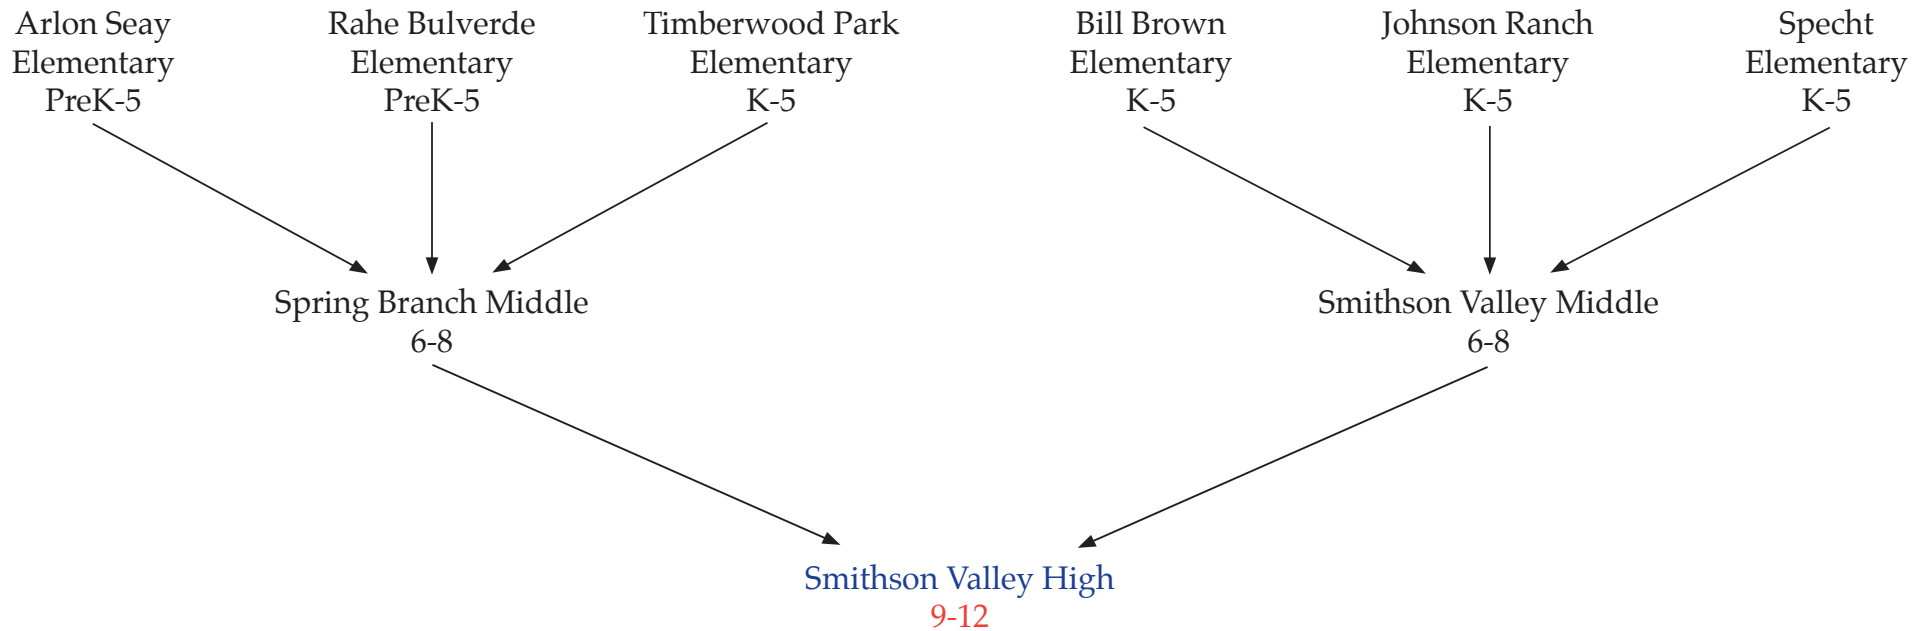 Arlon Seay
Elementary
PreK-5
Rahe Bulverde
Elementary
PreK-5
Timberwood Park
Elementary
K-5
Bill Brown
Elementary
K-5
Johnson Ranch
Elementary
K-5
Specht
Elementary
K-5
Spring Branch Middle
6-8
Smithson Valley Middle
6-8
Smithson Valley High
9-12